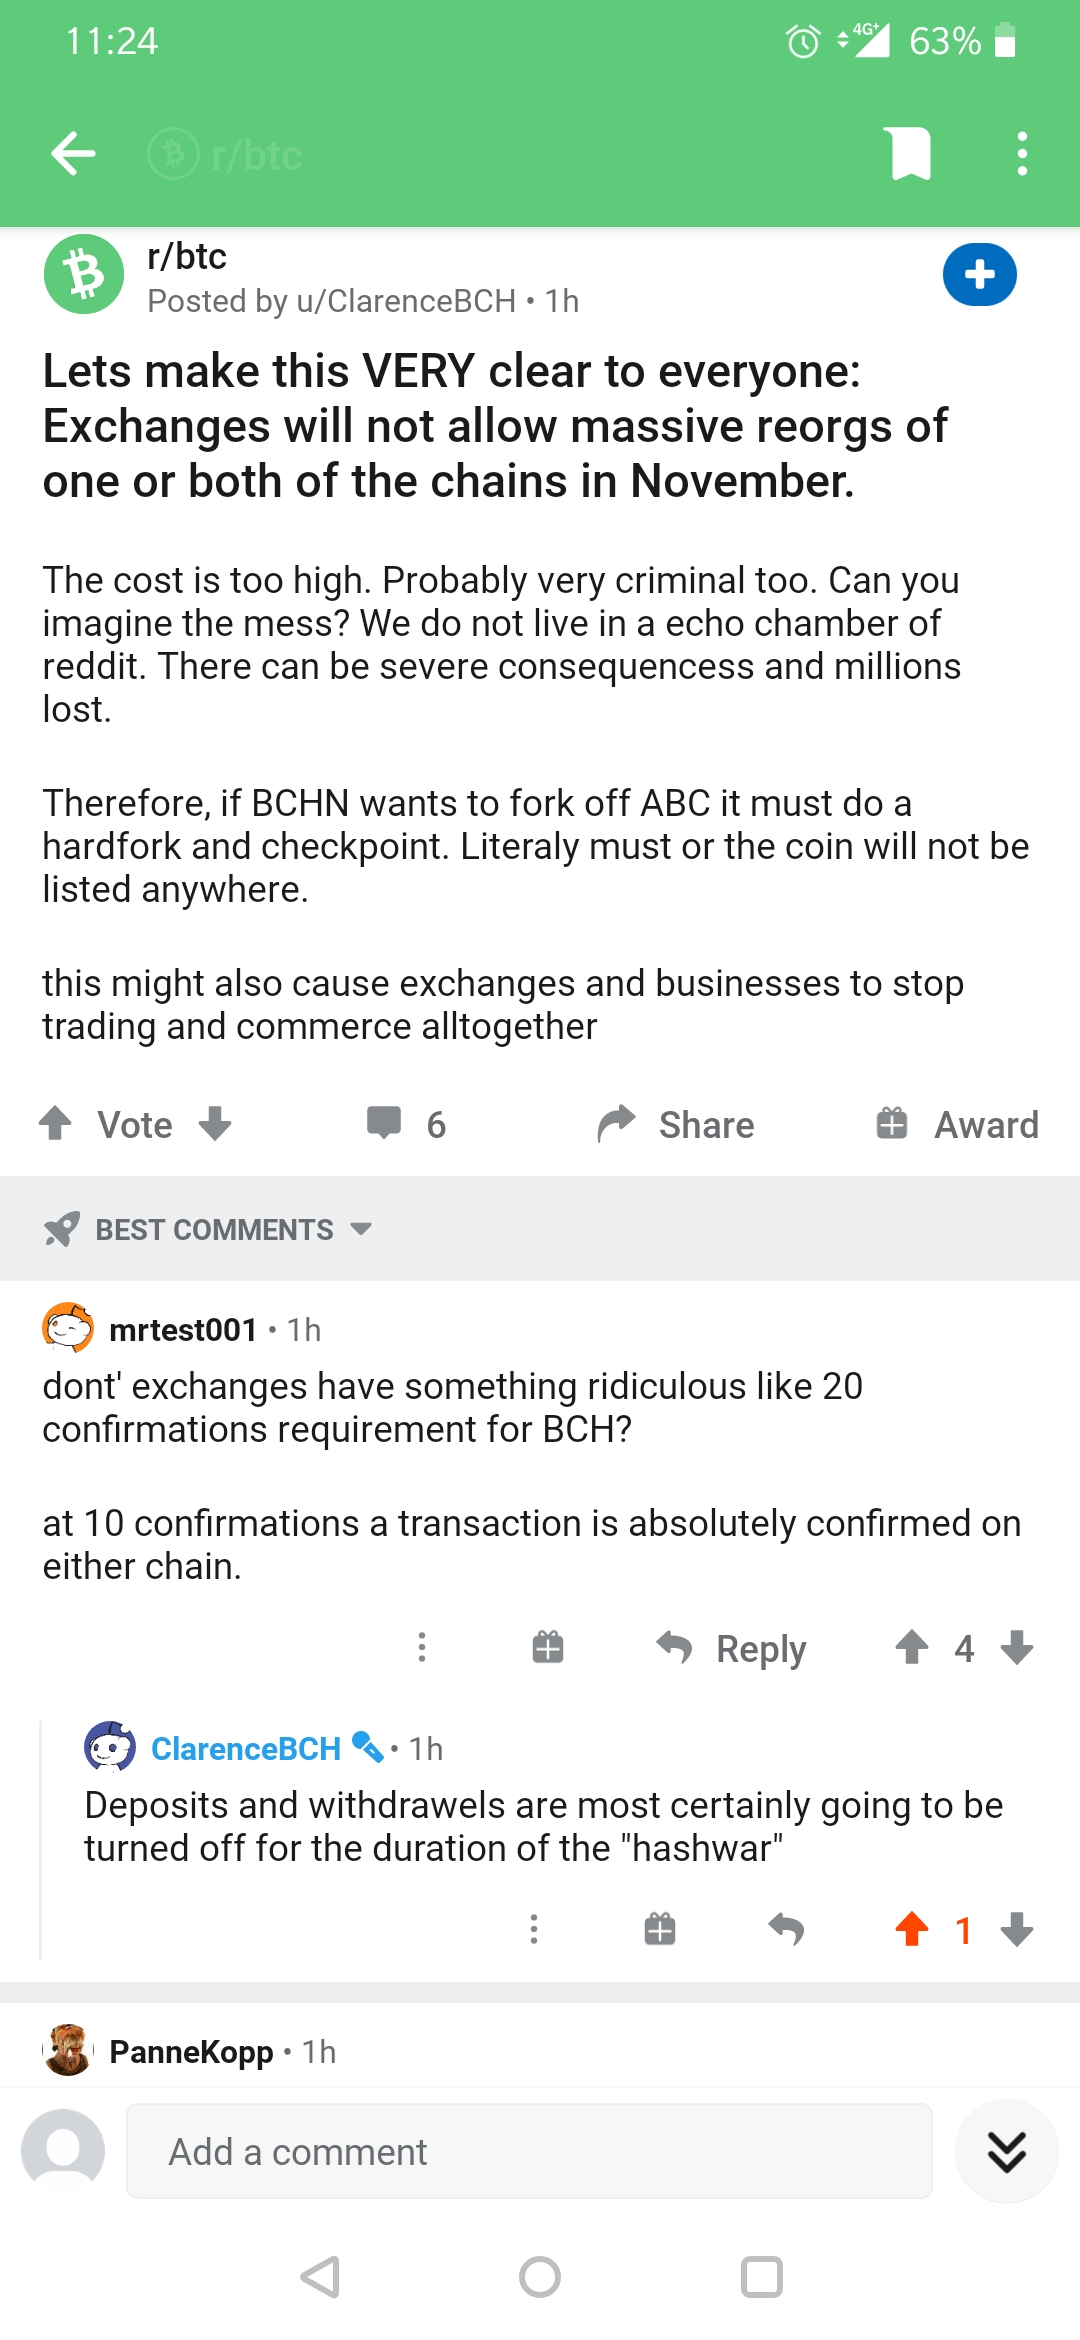 11:24
4G+ 63%
r/btc
r/btc
Posted by u/ClarenceBCH • 1h
Lets make this VERY clear to everyone:
Exchanges will not allow massive reorgs of
one or both of the chains in November.
The cost is too high. Probably very criminal too. Can you
imagine the mess? We do not live in a echo chamber of
reddit. There can be severe consequencess and millions
lost.
Therefore, if BCHN wants to fork off ABC it must do a
hardfork and checkpoint. Literaly must or the coin will not be
listed anywhere.
this might also cause exchanges and businesses to stop
trading and commerce alltogether
Vote 6 Share Award
BEST COMMENTS
mrtest001 • 1h
dont' exchanges have something ridiculous like 20
confirmations requirement for BCH?
at 10 confirmations a transaction is absolutely confirmed on
either chain.
Reply 4
ClarenceBCH • 1h
Deposits and withdrawels are most certainly going to be
turned off for the duration of the "hashwar"
1
PanneKopp • 1h
Add a comment